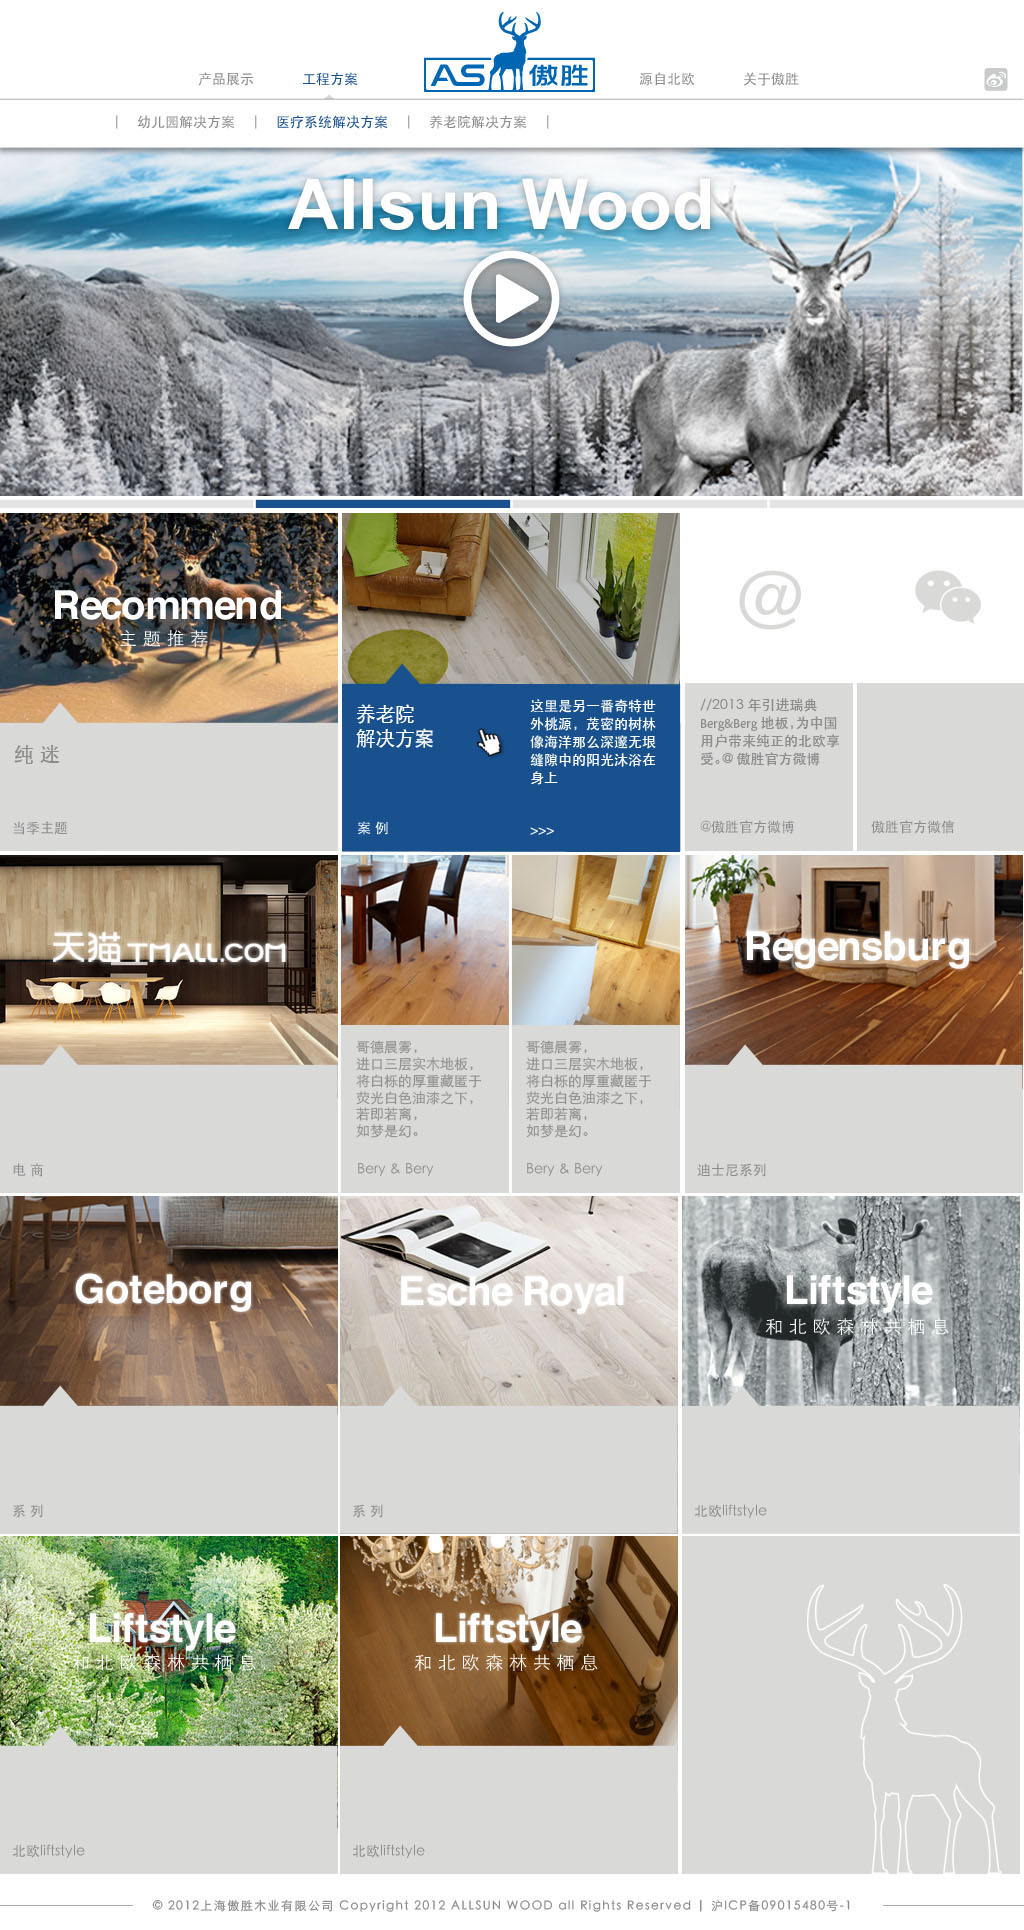 产品展示
工程方案
AS 傲胜
源自北欧
关于傲胜
| 幼儿园解决方案 | 医疗系统解决方案 | 养老院解决方案 |
Allsun Wood
Recommend
主题推荐
纯迷
当季主题
养老院
解决方案
案例
这里是另一番奇特世
外桃源，茂密的树林
像海洋那么深邃无垠
缝隙中的阳光沐浴在
身上
>>>
@
//2013 年引进瑞典
Berg&Berg 地板,为中国
用户带来纯正的北欧享
受。@傲胜官方微博
@傲胜官方微博
傲胜官方微信
天猫TMALL.COM
电商
哥德晨雾，
进口三层实木地板，
将白栎的厚重藏匿于
荧光白色油漆之下，
若即若离，
如梦是幻。
Bery & Bery
哥德晨雾，
进口三层实木地板，
将白栎的厚重藏匿于
荧光白色油漆之下，
若即若离，
如梦是幻。
Bery & Bery
Regensburg
迪士尼系列
Goteborg
系列
Esche Royal
系列
Liftstyle
和北欧森林共栖息
北欧liftstyle
Liftstyle
和北欧森林共栖息
北欧liftstyle
Liftstyle
和北欧森林共栖息
北欧liftstyle
© 2012上海傲胜木业有限公司 Copyright 2012 ALLSUN WOOD all Rights Reserved | 沪ICP备09015480号-1